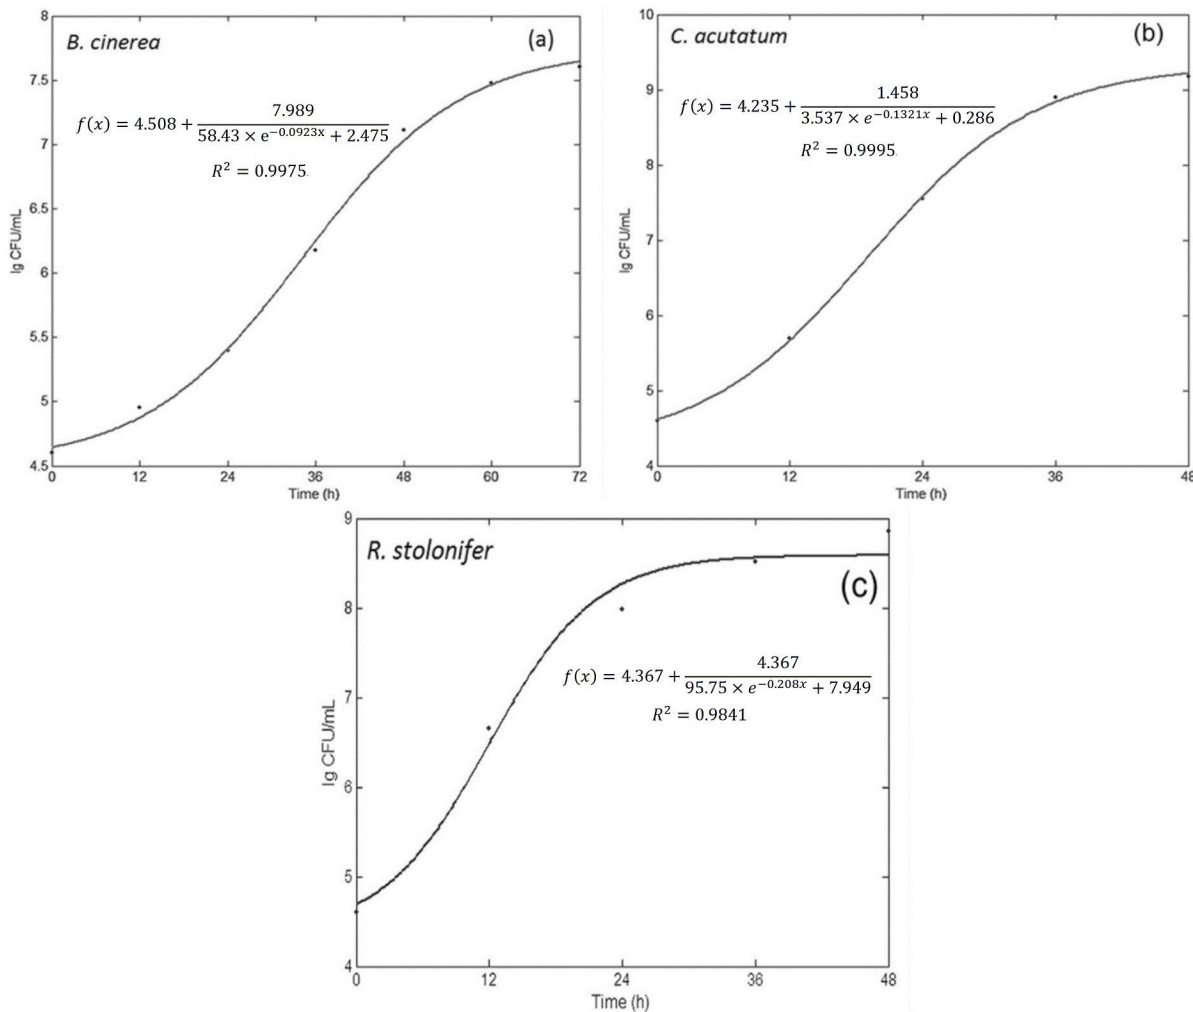 B. cinerea
(a)
f(x) = 4.508 + 7.989 / (58.43 × e^{-0.0923x} + 2.475)
R² = 0.9975
lg CFU/mL
8
7.5
7
6.5
6
5.5
5
4.5
0 12 24 36 48 60 72
Time (h)
C. acutatum
(b)
f(x) = 4.235 + 1.458 / (3.537 × e^{-0.1321x} + 0.286)
R² = 0.9995
lg CFU/mL
10
9
8
7
6
5
4
0 12 24 36 48
Time (h)
R. stolonifer
(c)
f(x) = 4.367 + 4.367 / (95.75 × e^{-0.208x} + 7.949)
R² = 0.9841
lg CFU/mL
9
8
7
6
5
4
0 12 24 36 48
Time (h)